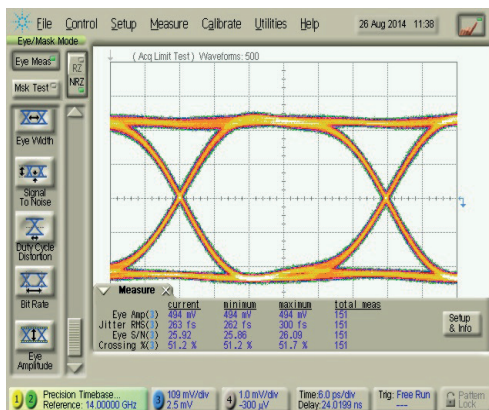 File Control Setup Measure Calibrate Utilities Help 26 Aug 2014 11:38
Eye/Mask Mode
Eye Meas
RZ
NRZ
Msk Test
( Acq Limit Test ) Waveforms: 500
Eye Width
Signal
To Noise
Duty Cycle
Distortion
Bit Rate
Eye
Amplitude
Measure
current minimum maximum total meas
Eye Amp(3) 494 mV 494 mV 494 mV 151
Jitter RMS(3) 263 fs 262 fs 300 fs 151
Eye S/N(3) 25.92 25.86 26.09 151
Crossing %(3) 51.2 % 51.2 % 51.7 % 151
Setup
& Info
1 2 Precision Timebase...
Reference: 14.00000 GHz
3 109 mV/div
2.5 mV
4 1.0 mV/div
-300 µV
Time:6.0 ps/div
Delay:24.0199 ns
Trig: Free Run
---
Pattern
Lock